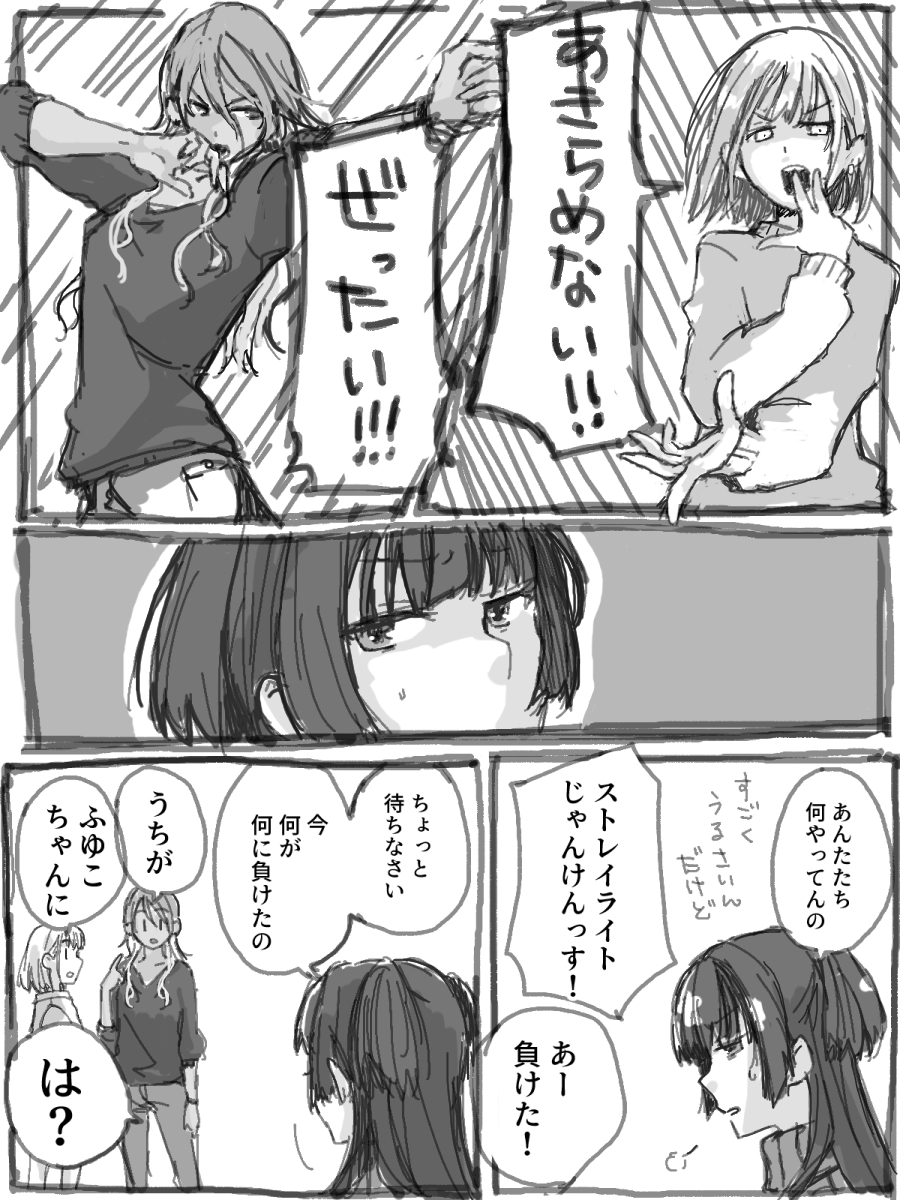 あきらめない!!
ぜったい!!!
あんたたち
何やってんの
すごく
うるさいん
だけど
ストレイライト
じゃんけんっす!
あー
負けた!
ちょっと
待ちなさい
今
何が
何に負けたの
うちが
ふゆこ
ちゃんに
は?